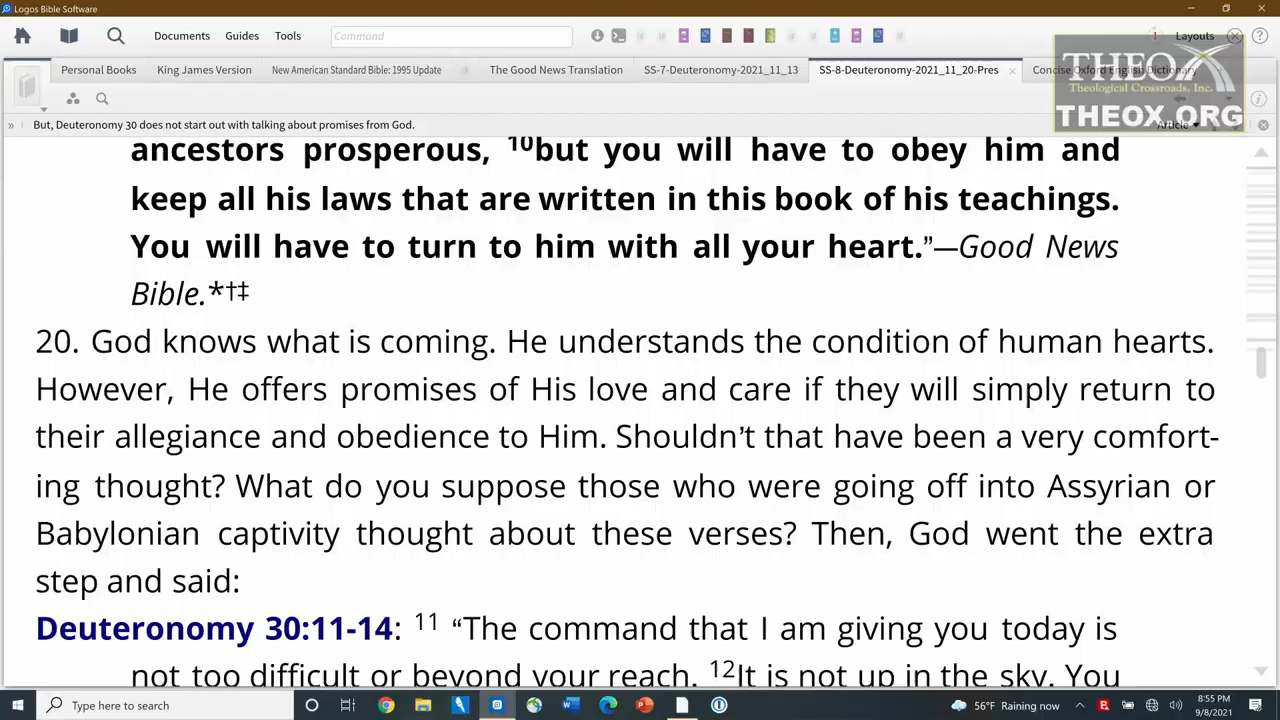 Logos Bible Software
Documents Guides Tools Command Layouts
Personal Books King James Version New American Standard Update The Good News Translation SS-7-Deuteronomy-2021_11_13 SS-8-Deuteronomy-2021_11_20-Pres Concise Oxford English Dictionary
THEOX
Theological Crossroads, Inc.
THEOX.ORG
» But, Deuteronomy 30 does not start out with talking about promises from God. Article
ancestors prosperous, ¹⁰but you will have to obey him and
keep all his laws that are written in this book of his teachings.
You will have to turn to him with all your heart.”—Good News
Bible.*†‡
20. God knows what is coming. He understands the condition of human hearts.
However, He offers promises of His love and care if they will simply return to
their allegiance and obedience to Him. Shouldn’t that have been a very comfort-
ing thought? What do you suppose those who were going off into Assyrian or
Babylonian captivity thought about these verses? Then, God went the extra
step and said:
Deuteronomy 30:11-14: ¹¹ “The command that I am giving you today is
not too difficult or beyond your reach. ¹²It is not up in the sky. You
Type here to search 56°F Raining now 8:55 PM
9/8/2021